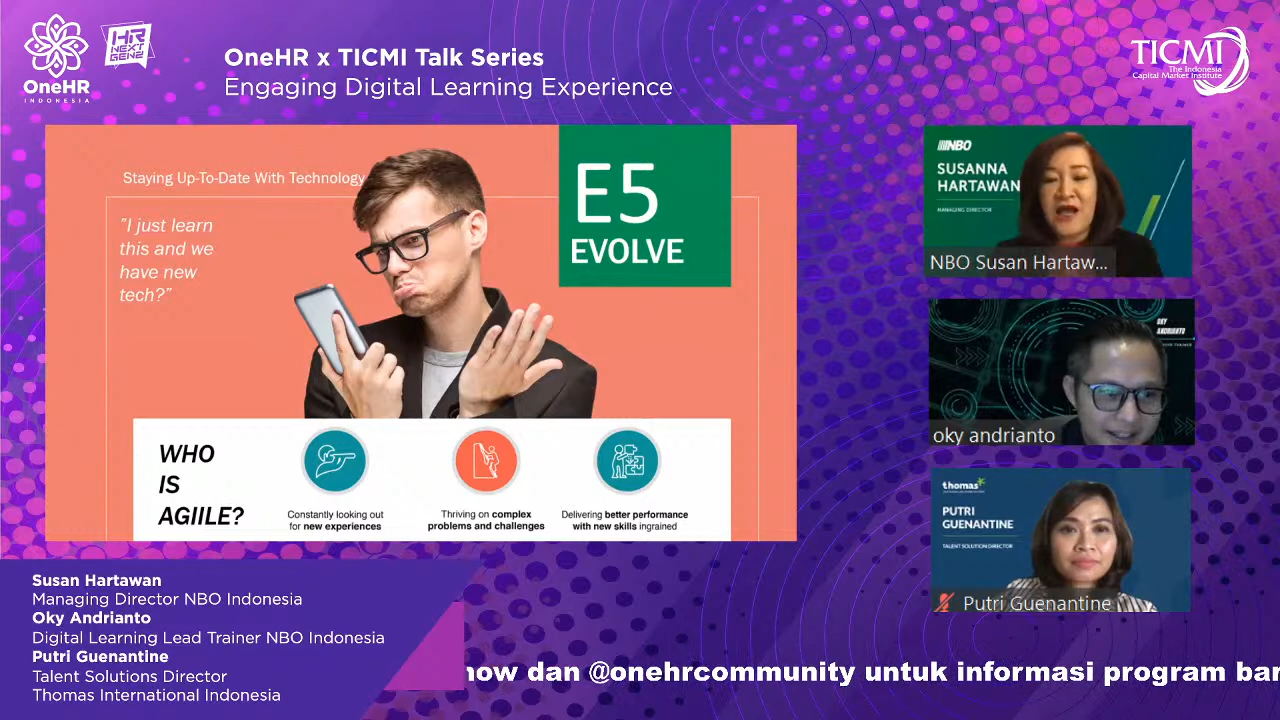 OneHR
INDONESIA
HR
NEXT
GEN2
OneHR x TICMI Talk Series
Engaging Digital Learning Experience
TICMI
The Indonesia
Capital Market Institute
Staying Up-To-Date With Technology
"I just learn
this and we
have new
tech?"
E5
EVOLVE
WHO
IS
AGIILE?
Constantly looking out
for new experiences
Thriving on complex
problems and challenges
Delivering better performance
with new skills ingrained
NBO
SUSANNA
HARTAWAN
MANAGING DIRECTOR
NBO Susan Hartaw...
OKY
ANDRIANTO
oky andrianto
thomas
PUTRI
GUENANTINE
TALENT SOLUTION DIRECTOR
Putri Guenantine
Susan Hartawan
Managing Director NBO Indonesia
Oky Andrianto
Digital Learning Lead Trainer NBO Indonesia
Putri Guenantine
Talent Solutions Director
Thomas International Indonesia
now dan @onehrcommunity untuk informasi program bar